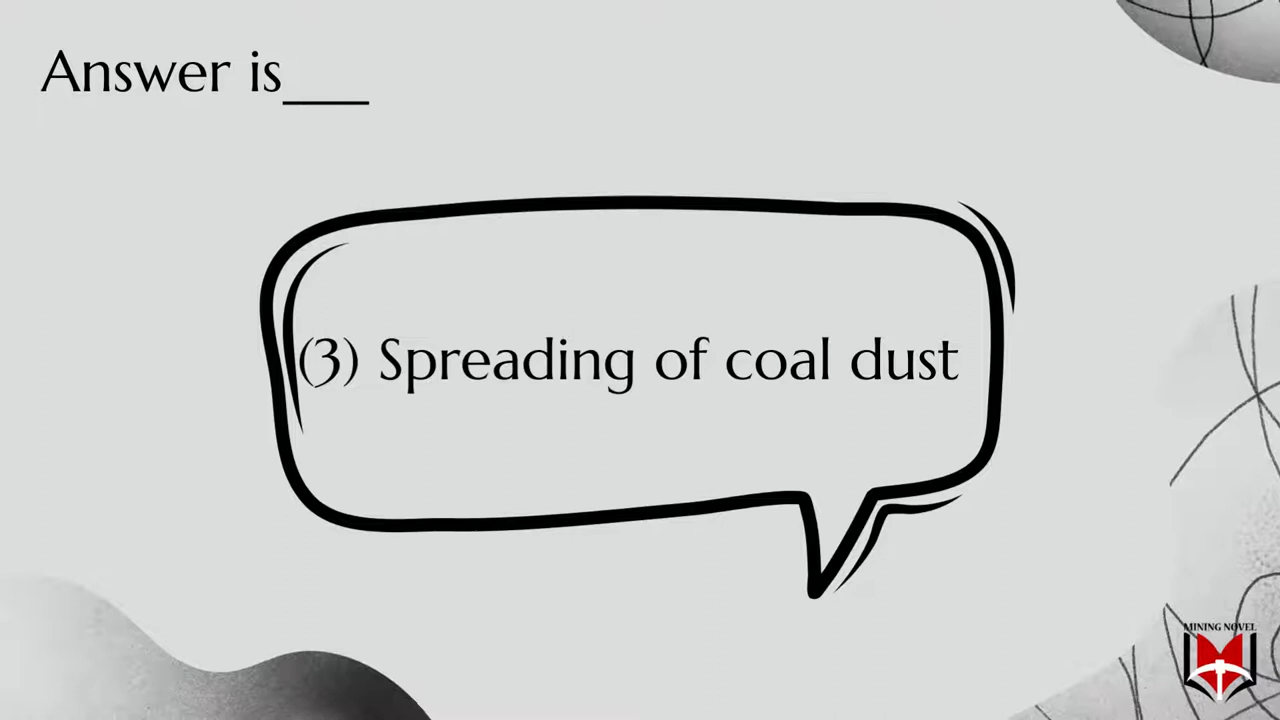 Answer is___
(3) Spreading of coal dust
MINING NOVEL